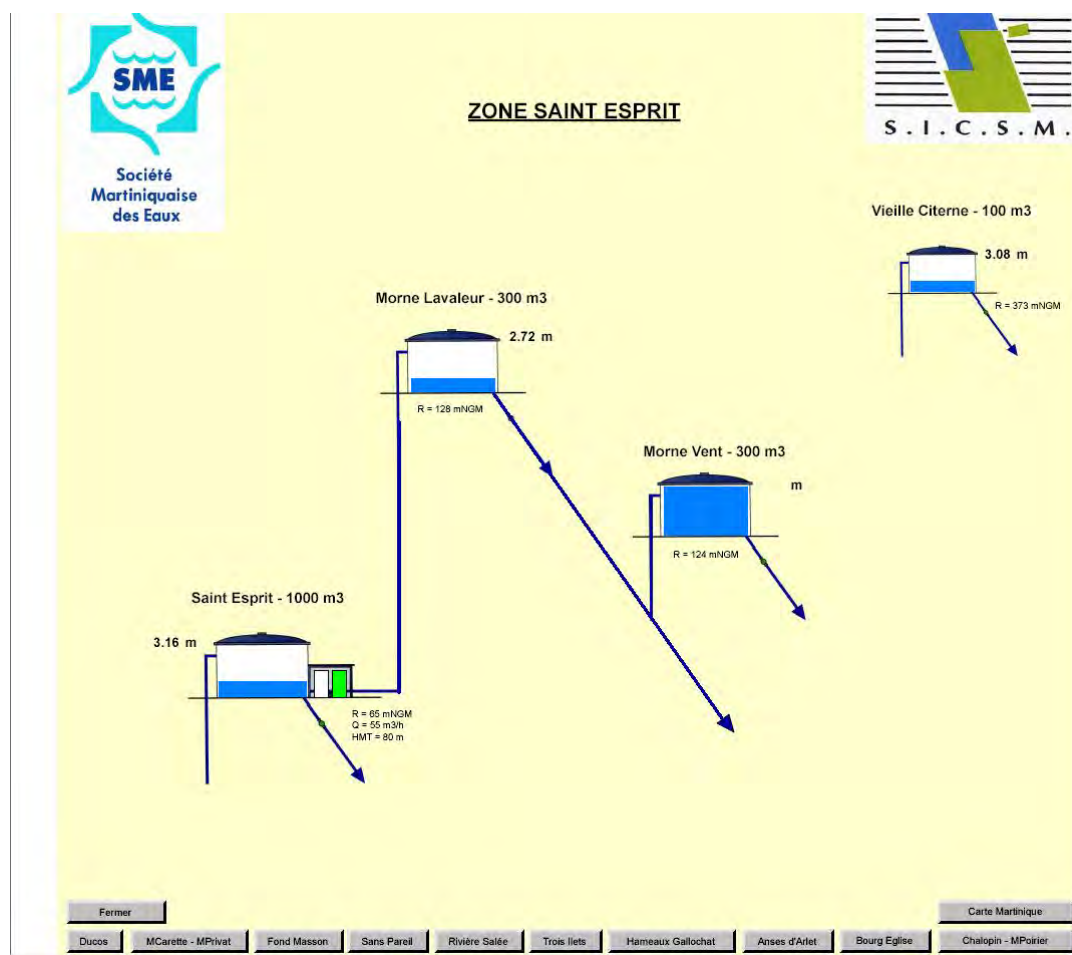 SME
Société
Martiniquaise
des Eaux
ZONE SAINT ESPRIT
S.I.C.S.M.
Vieille Citerne - 100 m3
3.08 m
R = 373 mNGM
Morne Lavaleur - 300 m3
2.72 m
R = 128 mNGM
Morne Vent - 300 m3
m
R = 124 mNGM
Saint Esprit - 1000 m3
3.16 m
R = 65 mNGM
Q = 55 m3/h
HMT = 80 m
Fermer
Carte Martinique
Ducos
MCarette - MPrivat
Fond Masson
Sans Pareil
Rivière Salée
Trois Ilets
Hameaux Gallochat
Anses d'Arlet
Bourg Eglise
Chalopin - MPoirier